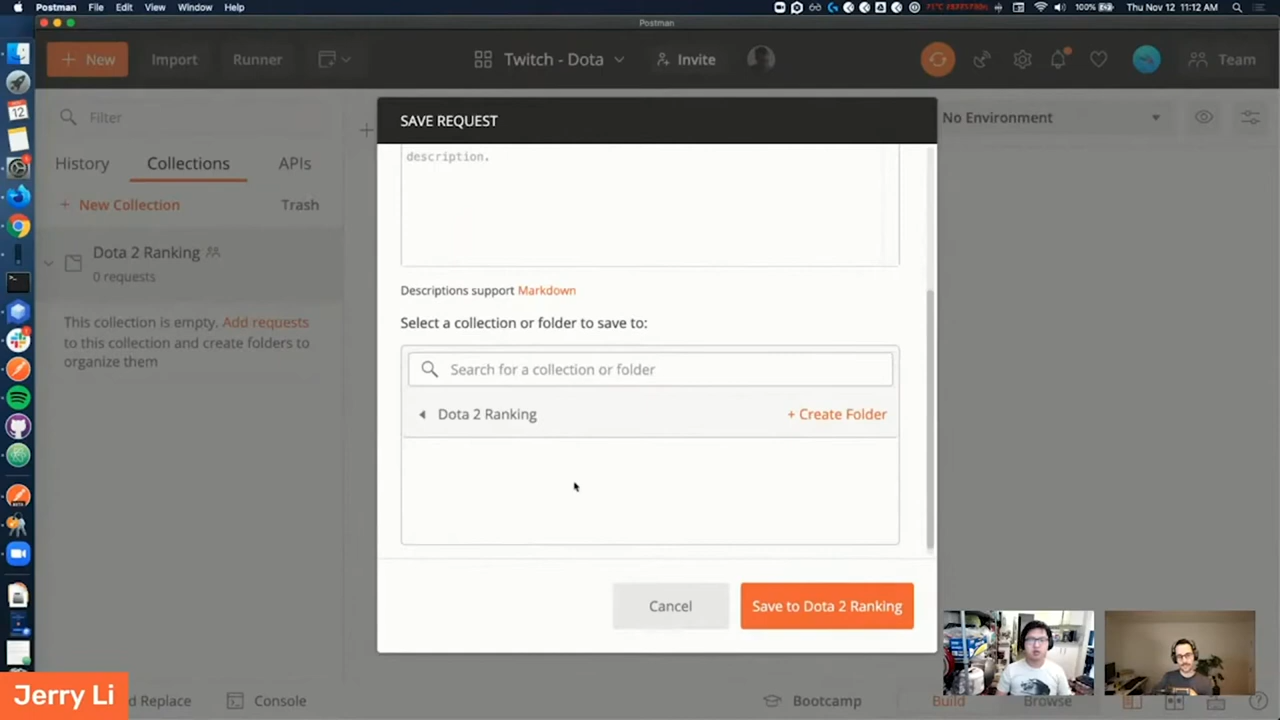 Postman File Edit View Window Help
100% Thu Nov 12 11:12 AM
Postman
+ New Import Runner Twitch - Dota Invite Team
Filter
No Environment
SAVE REQUEST
description.
History Collections APIs
+ New Collection Trash
Dota 2 Ranking
0 requests
This collection is empty. Add requests
to this collection and create folders to
organize them
Descriptions support Markdown
Select a collection or folder to save to:
Search for a collection or folder
Dota 2 Ranking + Create Folder
Cancel Save to Dota 2 Ranking
Jerry Li
d Replace Console Bootcamp Build Browse